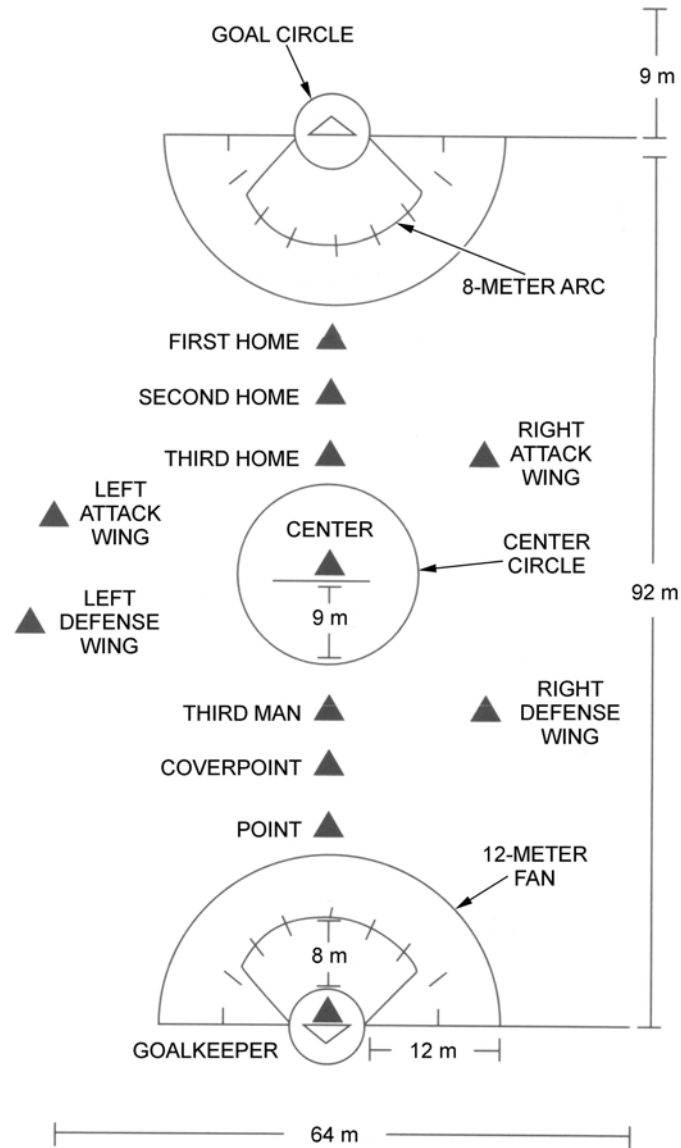 GOAL CIRCLE
9 m
8-METER ARC
FIRST HOME
SECOND HOME
THIRD HOME
RIGHT
ATTACK
WING
LEFT
ATTACK
WING
CENTER
CENTER
CIRCLE
LEFT
DEFENSE
WING
9 m
92 m
THIRD MAN
RIGHT
DEFENSE
WING
COVERPOINT
POINT
12-METER
FAN
8 m
GOALKEEPER
12 m
64 m